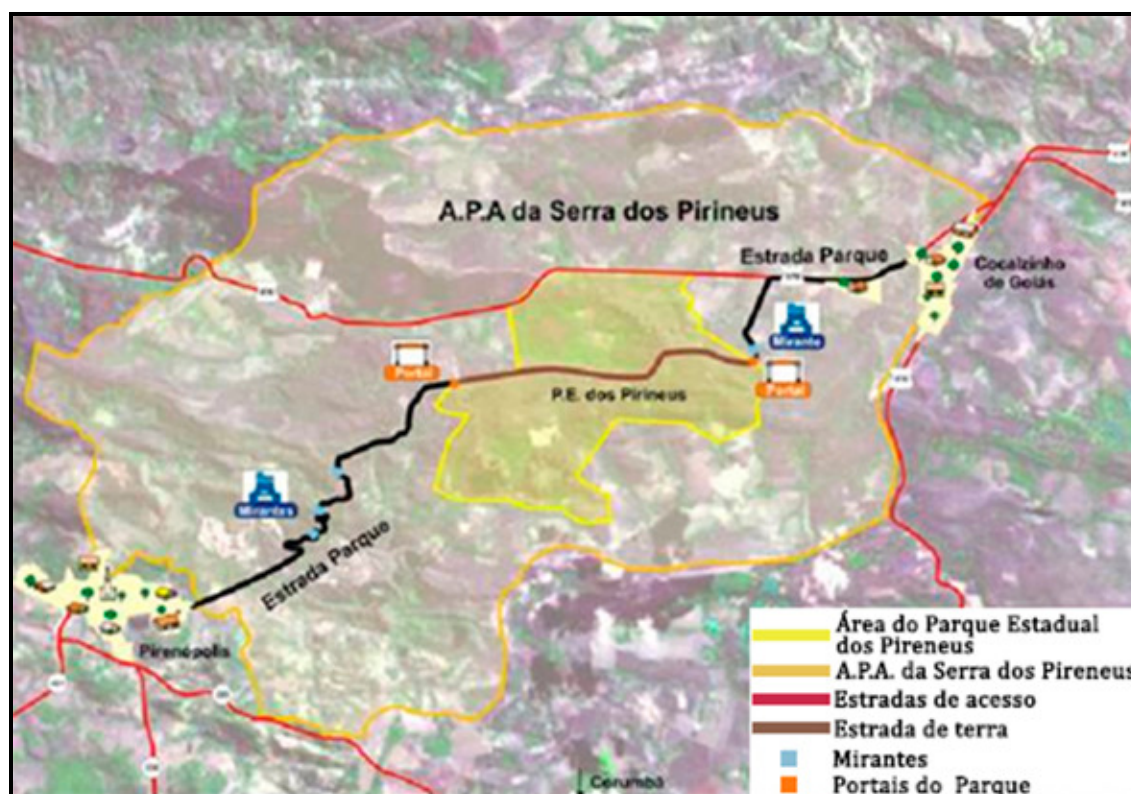 A.P.A da Serra dos Pirineus
Estrada Parque
Cocalzinho
de Goiás
Mirante
Portal
Portal
P.E. dos Pirineus
Mirantes
Estrada Parque
Pirenópolis
Corumbá
Área do Parque Estadual
dos Pireneus
A.P.A. da Serra dos Pireneus
Estradas de acesso
Estrada de terra
Mirantes
Portais do Parque